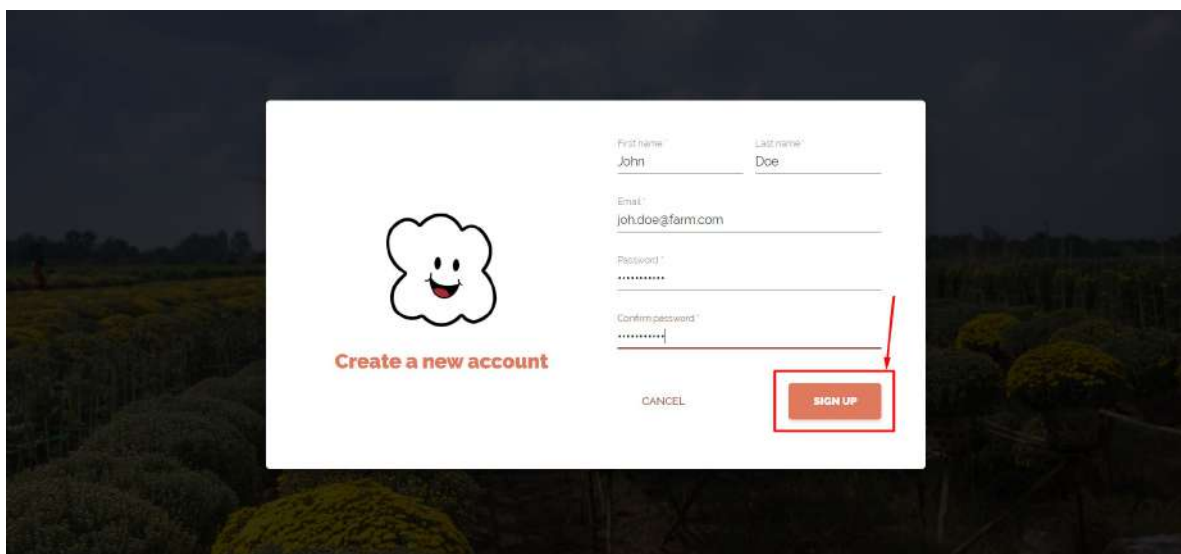 First name *
Last name *
John
Doe
Email *
joh.doe@farm.com
Password *
•••••••••••
Confirm password *
•••••••••••
Create a new account
CANCEL
SIGN UP